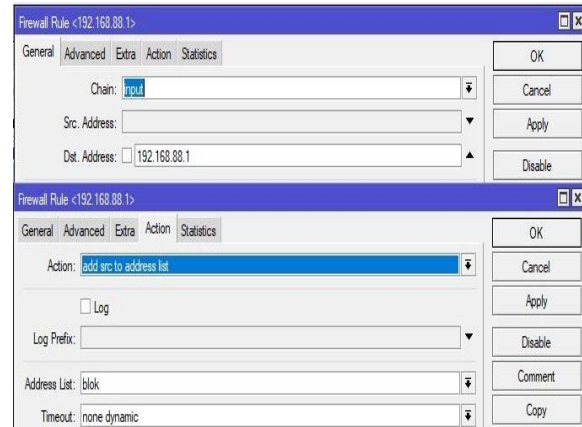 Firewall Rule <192.168.88.1>
General Advanced Extra Action Statistics
OK
Chain: input
Cancel
Src. Address:
Apply
Dst. Address: 192.168.88.1
Disable
Firewall Rule <192.168.88.1>
General Advanced Extra Action Statistics
OK
Action: add src to address list
Cancel
Log
Apply
Log Prefix:
Disable
Address List: blok
Comment
Timeout: none dynamic
Copy